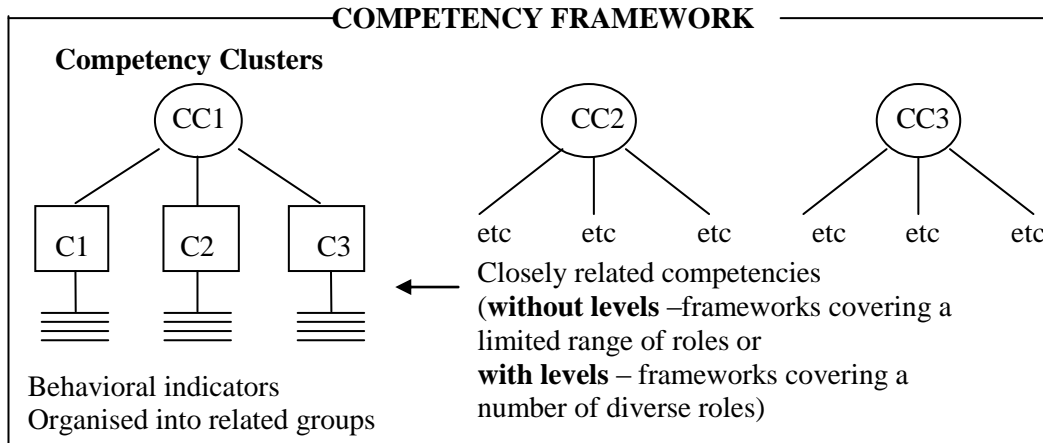 COMPETENCY FRAMEWORK
Competency Clusters
CC1
CC2
CC3
C1
C2
C3
etc
etc
etc
etc
etc
etc
Closely related competencies
(without levels –frameworks covering a
limited range of roles or
with levels – frameworks covering a
number of diverse roles)
Behavioral indicators
Organised into related groups